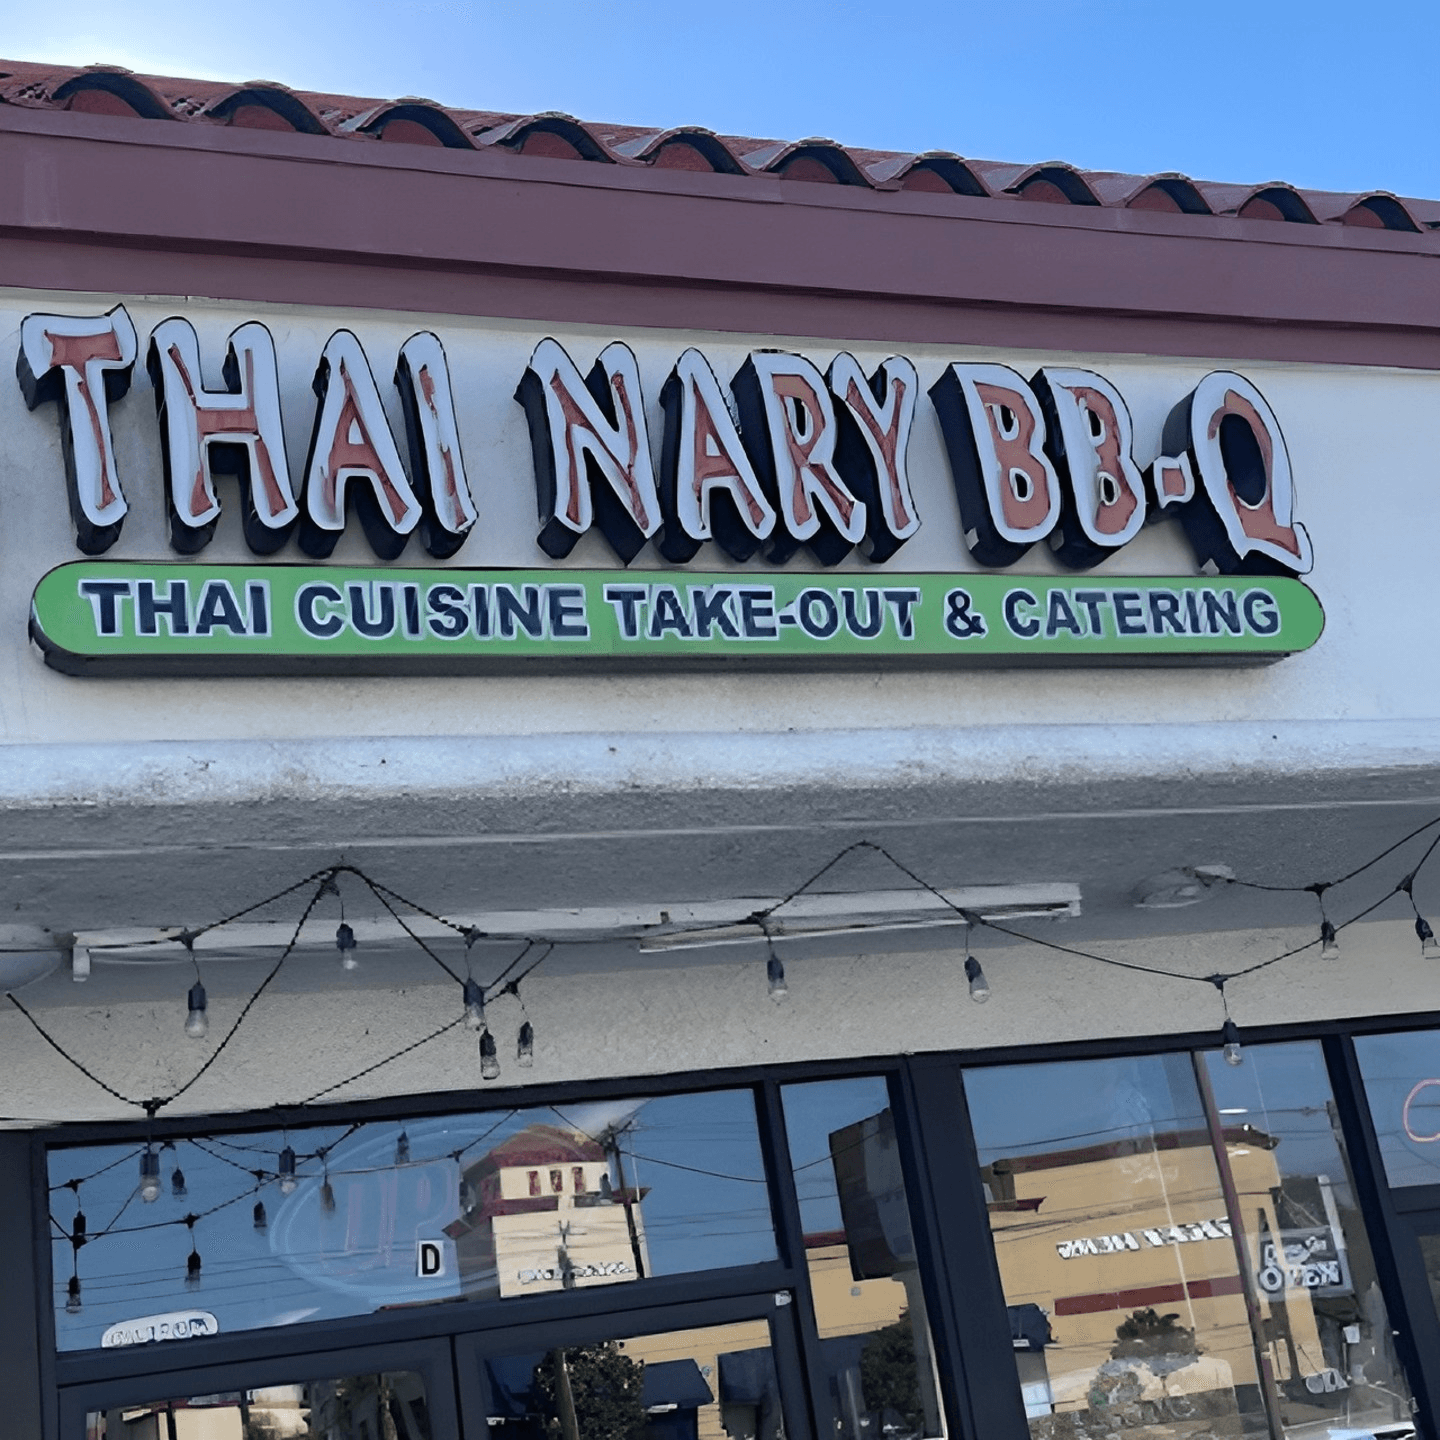 THAI NARY BB-Q
THAI CUISINE TAKE-OUT & CATERING
D